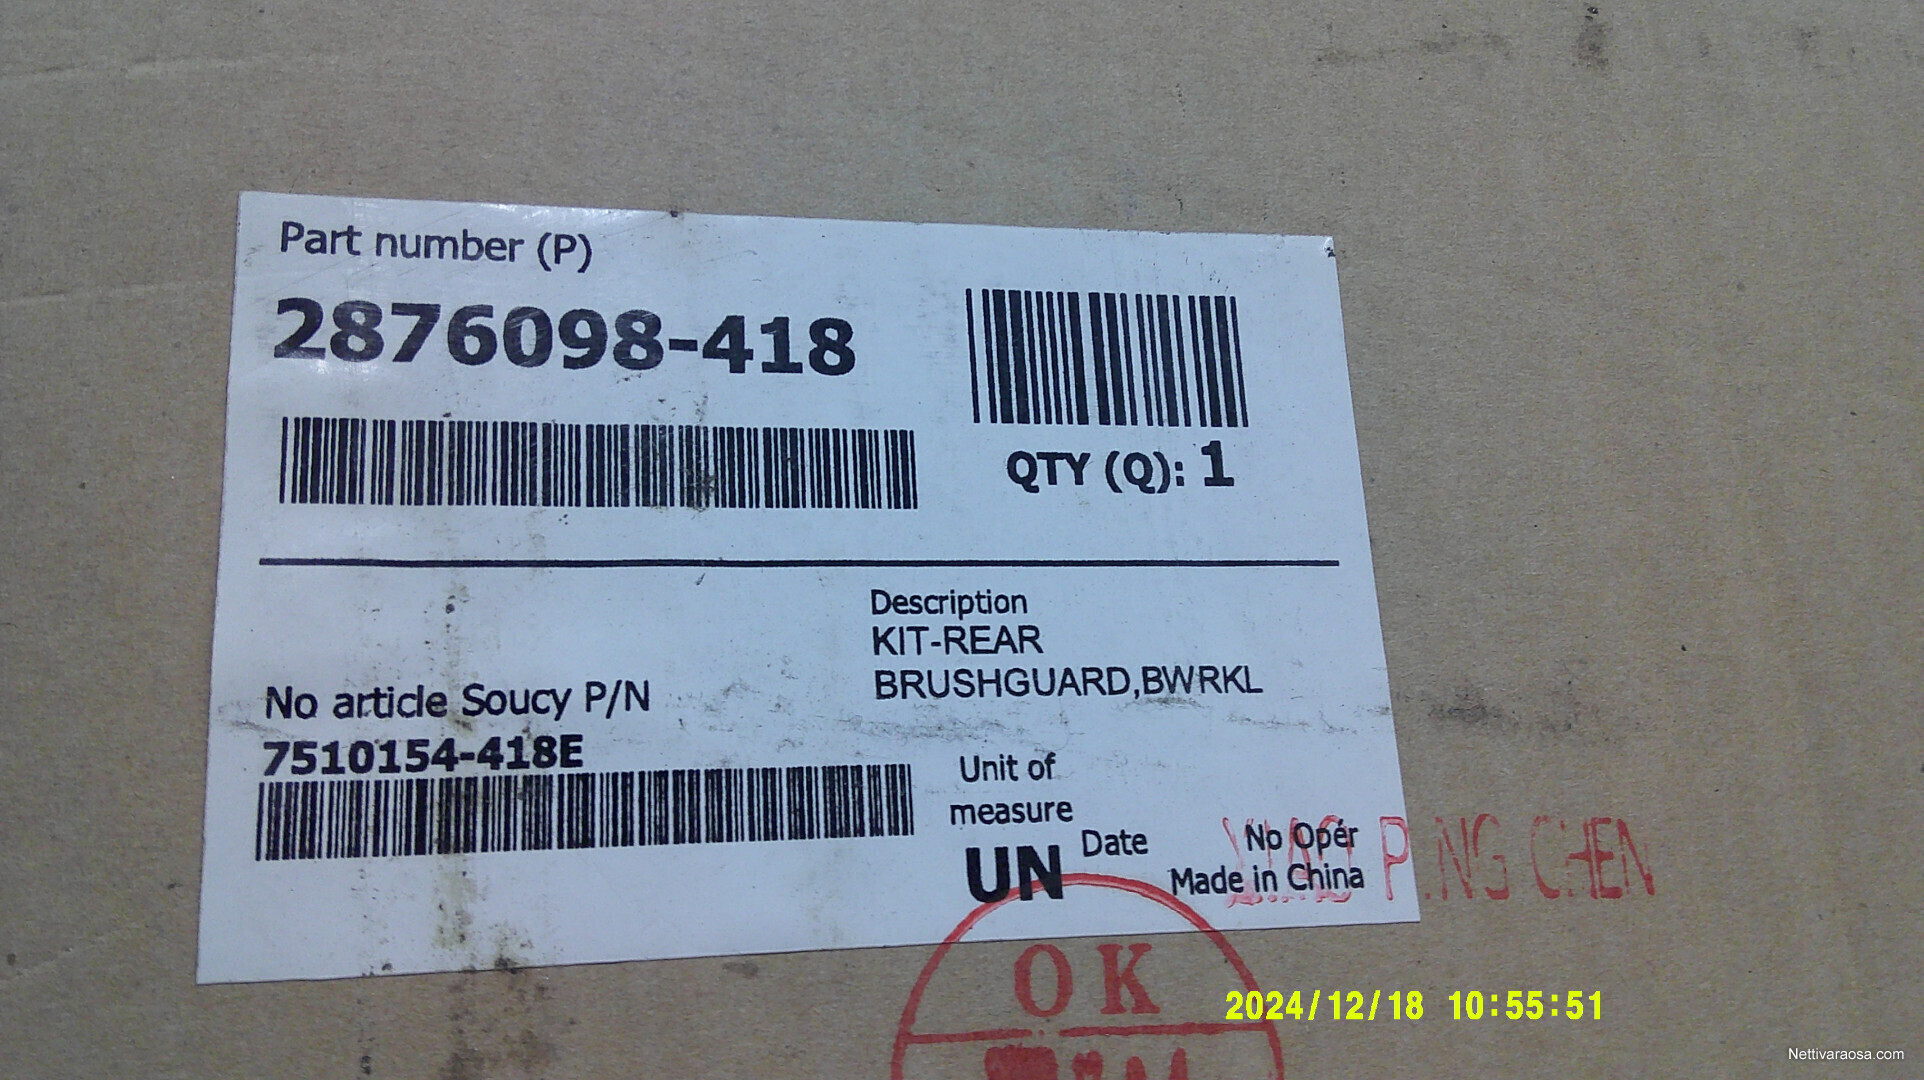 Part number (P)
2876098-418
QTY (Q): 1
Description
KIT-REAR
BRUSHGUARD,BWRKL
No article Soucy P/N
7510154-418E
Unit of
measure
UN
Date
No Opér
Made in China
CHEN
OK
2024/12/18 10:55:51
Nettivaraosa.com